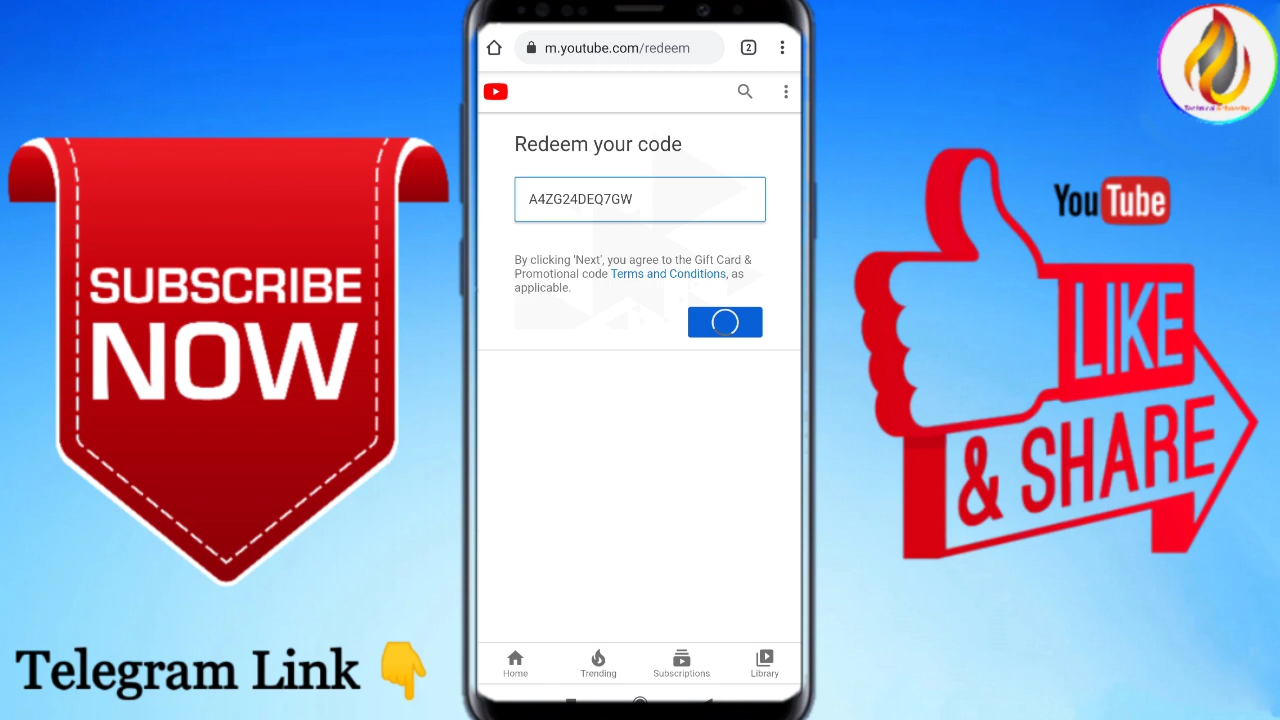 m.youtube.com/redeem
2
Redeem your code
A4ZG24DEQ7GW
By clicking 'Next', you agree to the Gift Card &
Promotional code Terms and Conditions, as
applicable.
Home
Trending
Subscriptions
Library
SUBSCRIBE
NOW
Telegram Link 👇
YouTube
LIKE
& SHARE